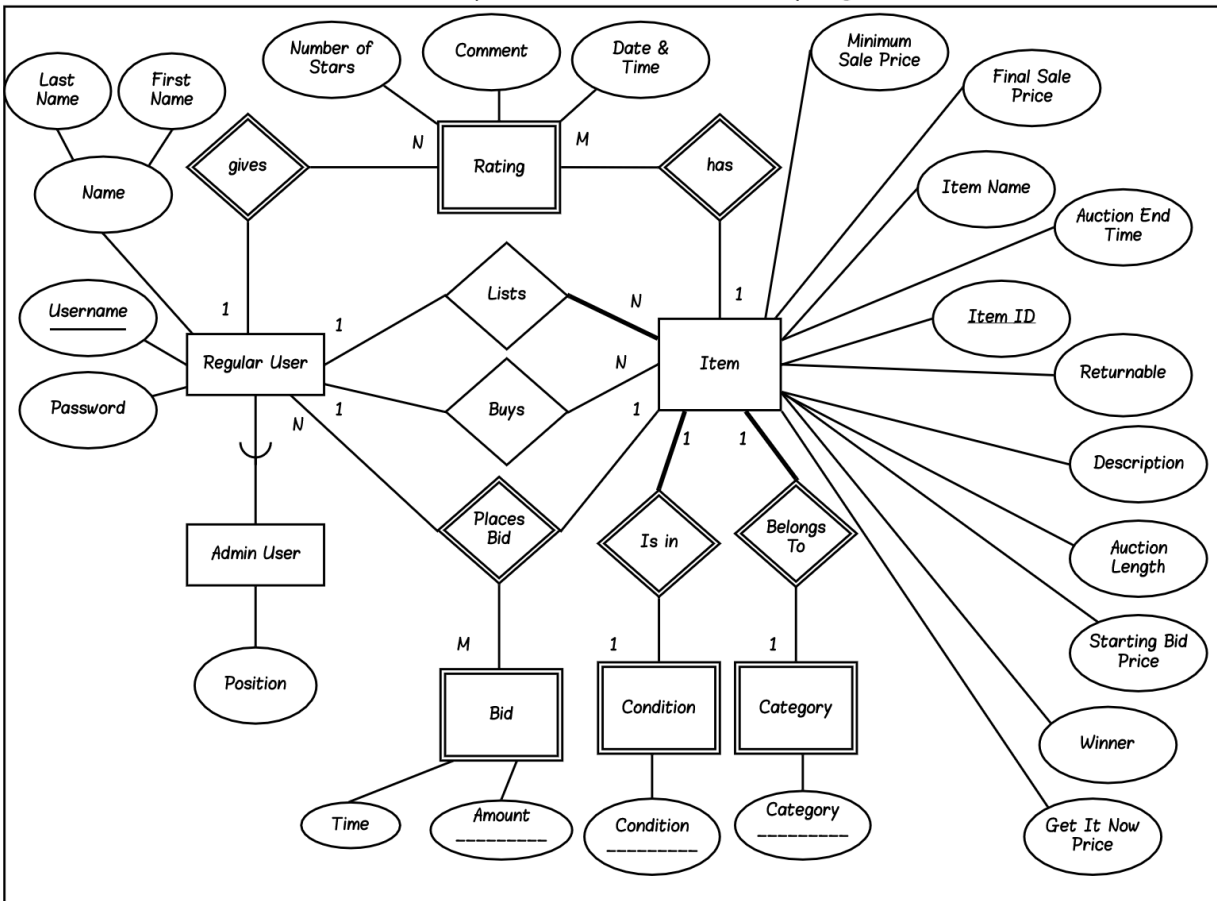 Number of
Stars
Comment
Date &
Time
Minimum
Sale Price
Last
Name
First
Name
Final Sale
Price
gives
N
Rating
M
has
Name
Item Name
Auction End
Time
Lists
N
1
1
1
Username
Item ID
Regular User
Item
N
Returnable
Password
Buys
1
N
1
1
1
Description
Places
Bid
Is in
Belongs
To
Admin User
Auction
Length
M
1
1
Starting Bid
Price
Position
Bid
Condition
Category
Winner
Time
Amount
Condition
Category
Get It Now
Price